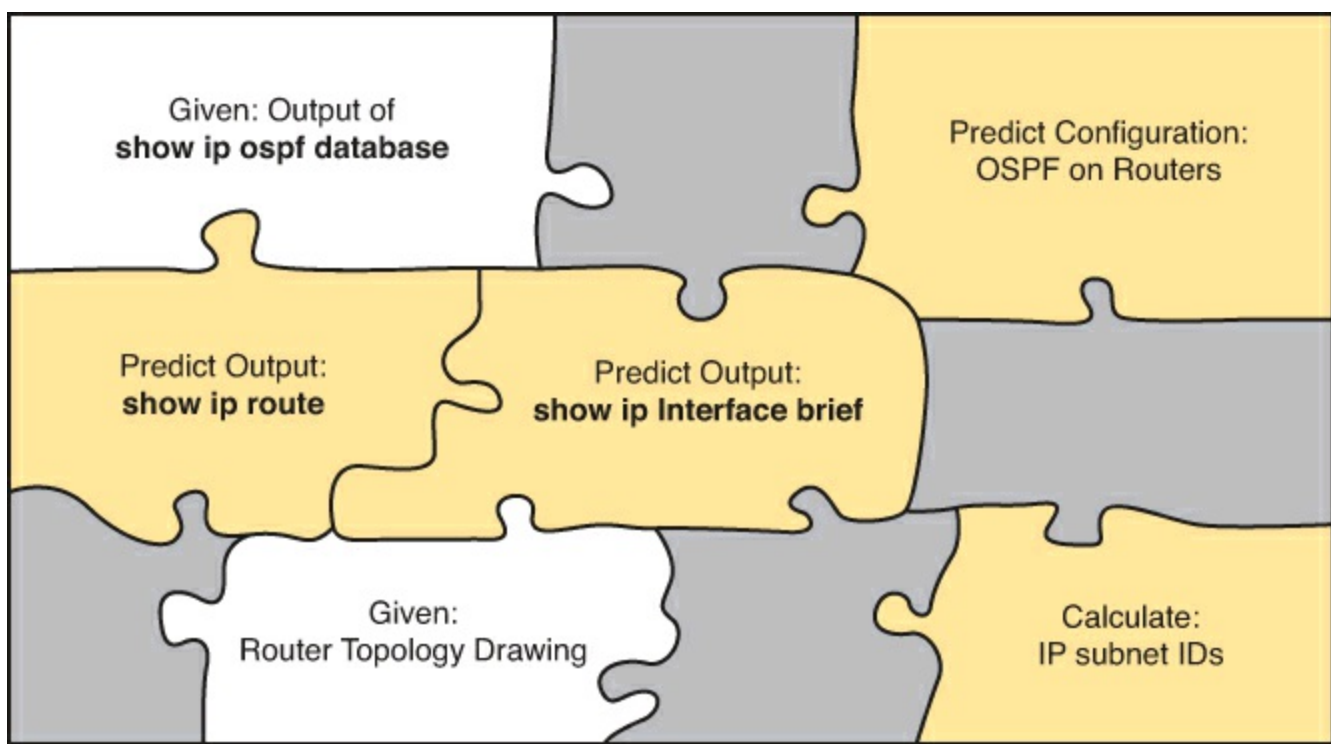 Given: Output of
show ip ospf database
Predict Configuration:
OSPF on Routers
Predict Output:
show ip route
Predict Output:
show ip Interface brief
Given:
Router Topology Drawing
Calculate:
IP subnet IDs